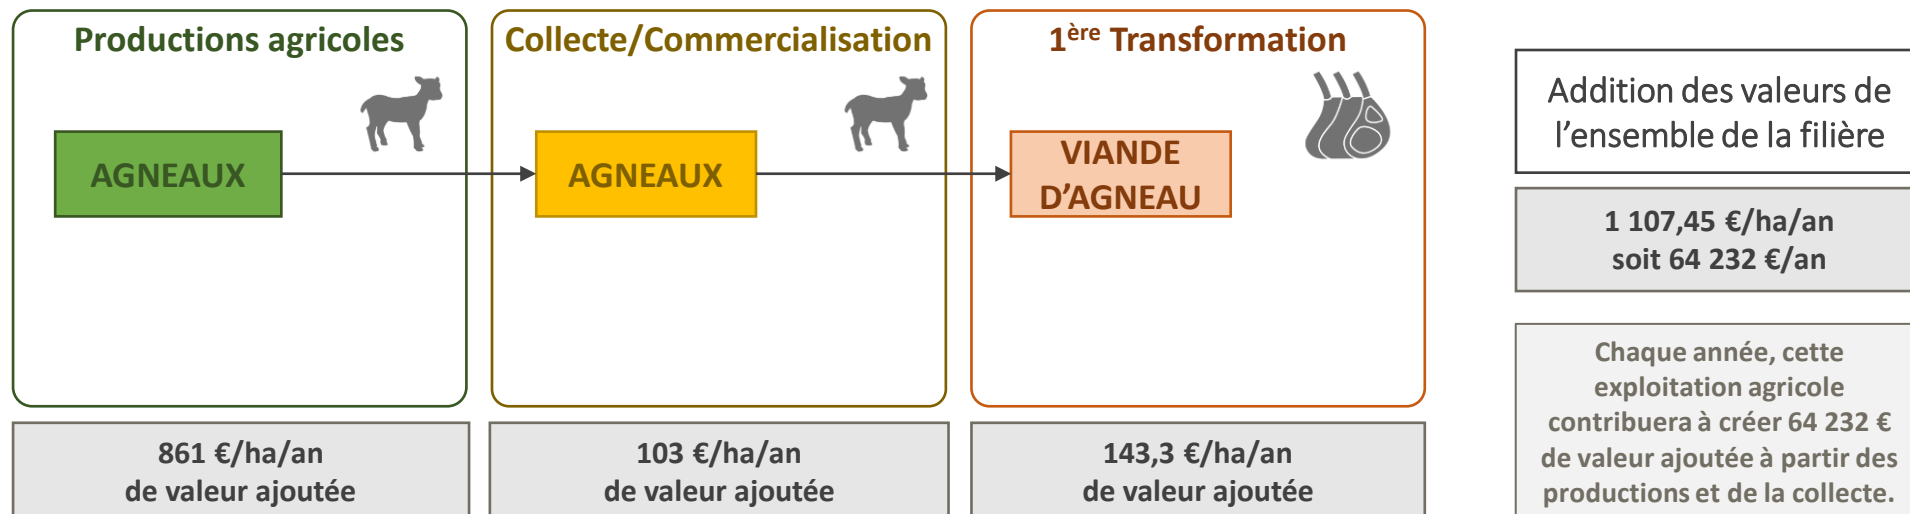 Productions agricoles
AGNEAUX
861 €/ha/an
de valeur ajoutée
Collecte/Commercialisation
AGNEAUX
103 €/ha/an
de valeur ajoutée
1ère Transformation
VIANDE
D’AGNEAU
143,3 €/ha/an
de valeur ajoutée
Addition des valeurs de
l’ensemble de la filière
1 107,45 €/ha/an
soit 64 232 €/an
Chaque année, cette
exploitation agricole
contribuera à créer 64 232 €
de valeur ajoutée à partir des
productions et de la collecte.